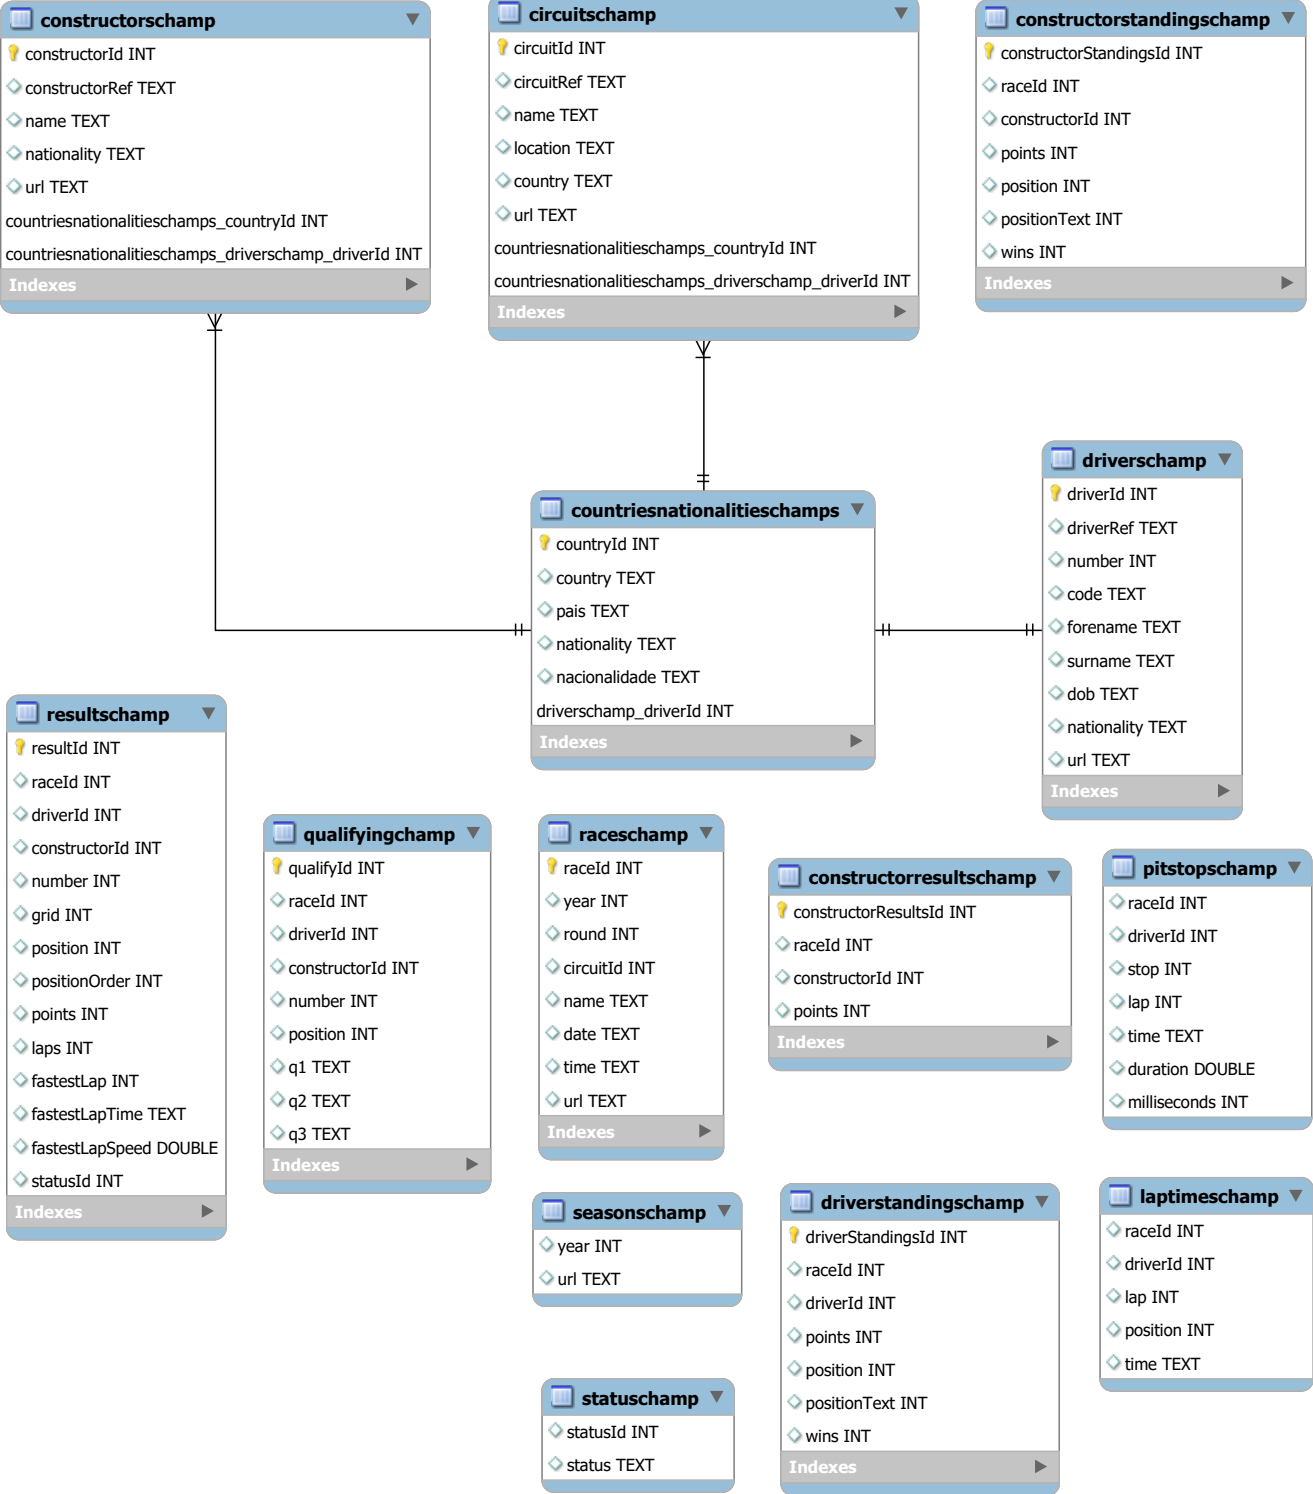 constructorschamp
constructorId INT
constructorRef TEXT
name TEXT
nationality TEXT
url TEXT
countriesnationalitieschamps_countryId INT
countriesnationalitieschamps_driverschamp_driverId INT
Indexes
circuitschamp
circuitId INT
circuitRef TEXT
name TEXT
location TEXT
country TEXT
url TEXT
countriesnationalitieschamps_countryId INT
countriesnationalitieschamps_driverschamp_driverId INT
Indexes
constructorstandingschamp
constructorStandingsId INT
raceId INT
constructorId INT
points INT
position INT
positionText INT
wins INT
Indexes
countriesnationalitieschamps
countryId INT
country TEXT
pais TEXT
nationality TEXT
nacionalidade TEXT
driverschamp_driverId INT
Indexes
driverschamp
driverId INT
driverRef TEXT
number INT
code TEXT
forename TEXT
surname TEXT
dob TEXT
nationality TEXT
url TEXT
Indexes
resultschamp
resultId INT
raceId INT
driverId INT
constructorId INT
number INT
grid INT
position INT
positionOrder INT
points INT
laps INT
fastestLap INT
fastestLapTime TEXT
fastestLapSpeed DOUBLE
statusId INT
Indexes
qualifyingchamp
qualifyId INT
raceId INT
driverId INT
constructorId INT
number INT
position INT
q1 TEXT
q2 TEXT
q3 TEXT
Indexes
raceschamp
raceId INT
year INT
round INT
circuitId INT
name TEXT
date TEXT
time TEXT
url TEXT
Indexes
constructorresultschamp
constructorResultsId INT
raceId INT
constructorId INT
points INT
Indexes
pitstopschamp
raceId INT
driverId INT
stop INT
lap INT
time TEXT
duration DOUBLE
milliseconds INT
seasonschamp
year INT
url TEXT
driverstandingschamp
driverStandingsId INT
raceId INT
driverId INT
points INT
position INT
positionText INT
wins INT
Indexes
laptimeschamp
raceId INT
driverId INT
lap INT
position INT
time TEXT
statuschamp
statusId INT
status TEXT